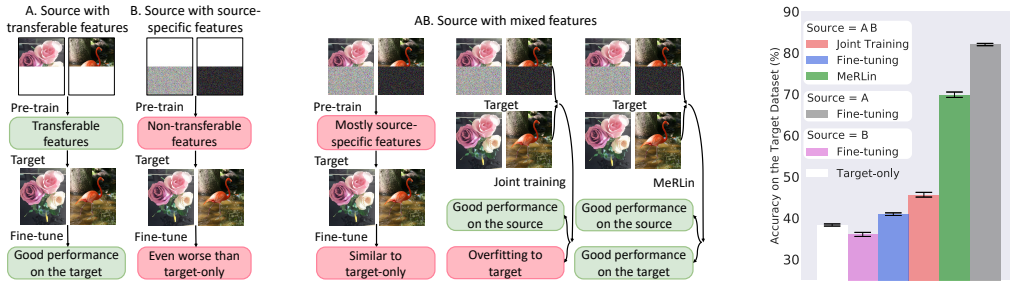 A. Source with
transferable features
B. Source with source-
specific features
Pre-train
Transferable
features
Target
Fine-tune
Good performance
on the target
Pre-train
Non-transferable
features
Target
Fine-tune
Even worse than
target-only
AB. Source with mixed features
Pre-train
Mostly source-
specific features
Target
Fine-tune
Similar to
target-only
Target
Joint training
Good performance
on the source
Overfitting to
target
Target
MeRLin
Good performance
on the source
Good performance
on the target
Accuracy on the Target Dataset (%)
90
80
70
60
50
40
30
Source = AB
Joint Training
Fine-tuning
MeRLin
Source = A
Fine-tuning
Source = B
Fine-tuning
Target-only